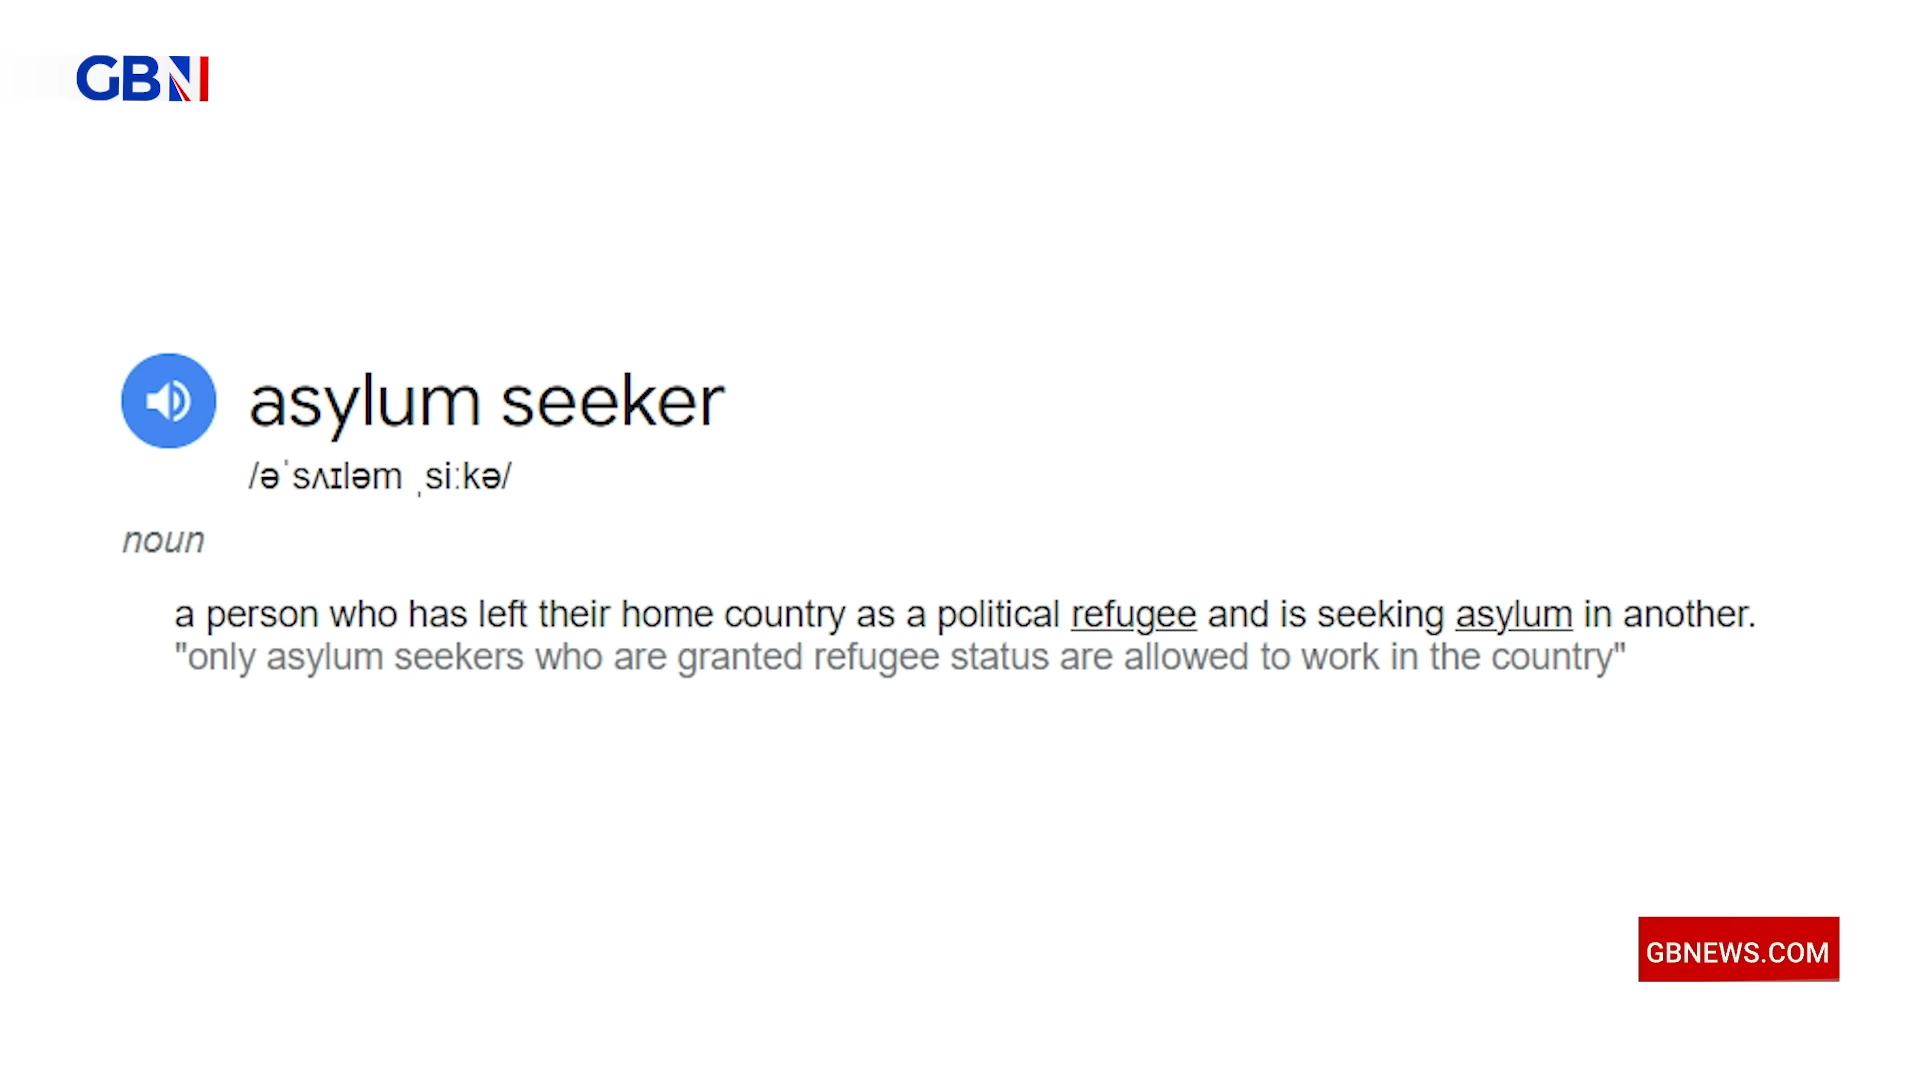 GBN
asylum seeker
/əˈsʌɪləm ˌsiːkə/
noun
a person who has left their home country as a political refugee and is seeking asylum in another.
"only asylum seekers who are granted refugee status are allowed to work in the country"
GBNEWS.COM